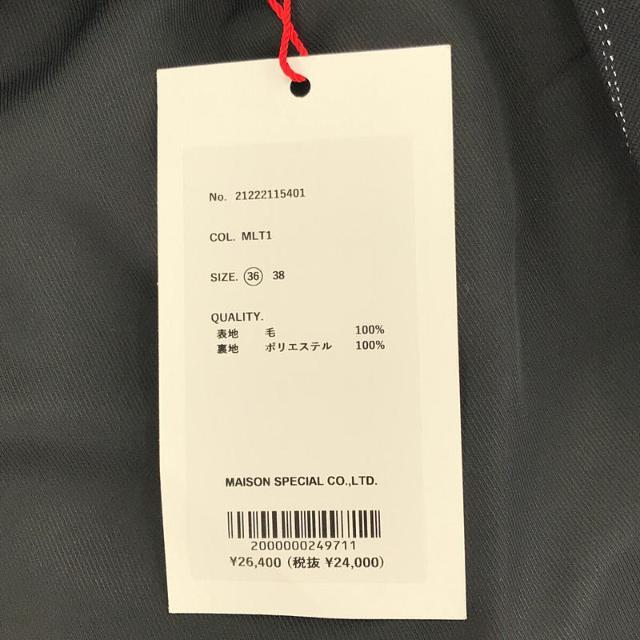 No. 21222115401
COL. MLT1
SIZE. 36 38
QUALITY.
表地 毛 100%
裏地 ポリエステル 100%
MAISON SPECIAL CO.,LTD.
2000000249711
¥26,400 (税抜 ¥24,000)